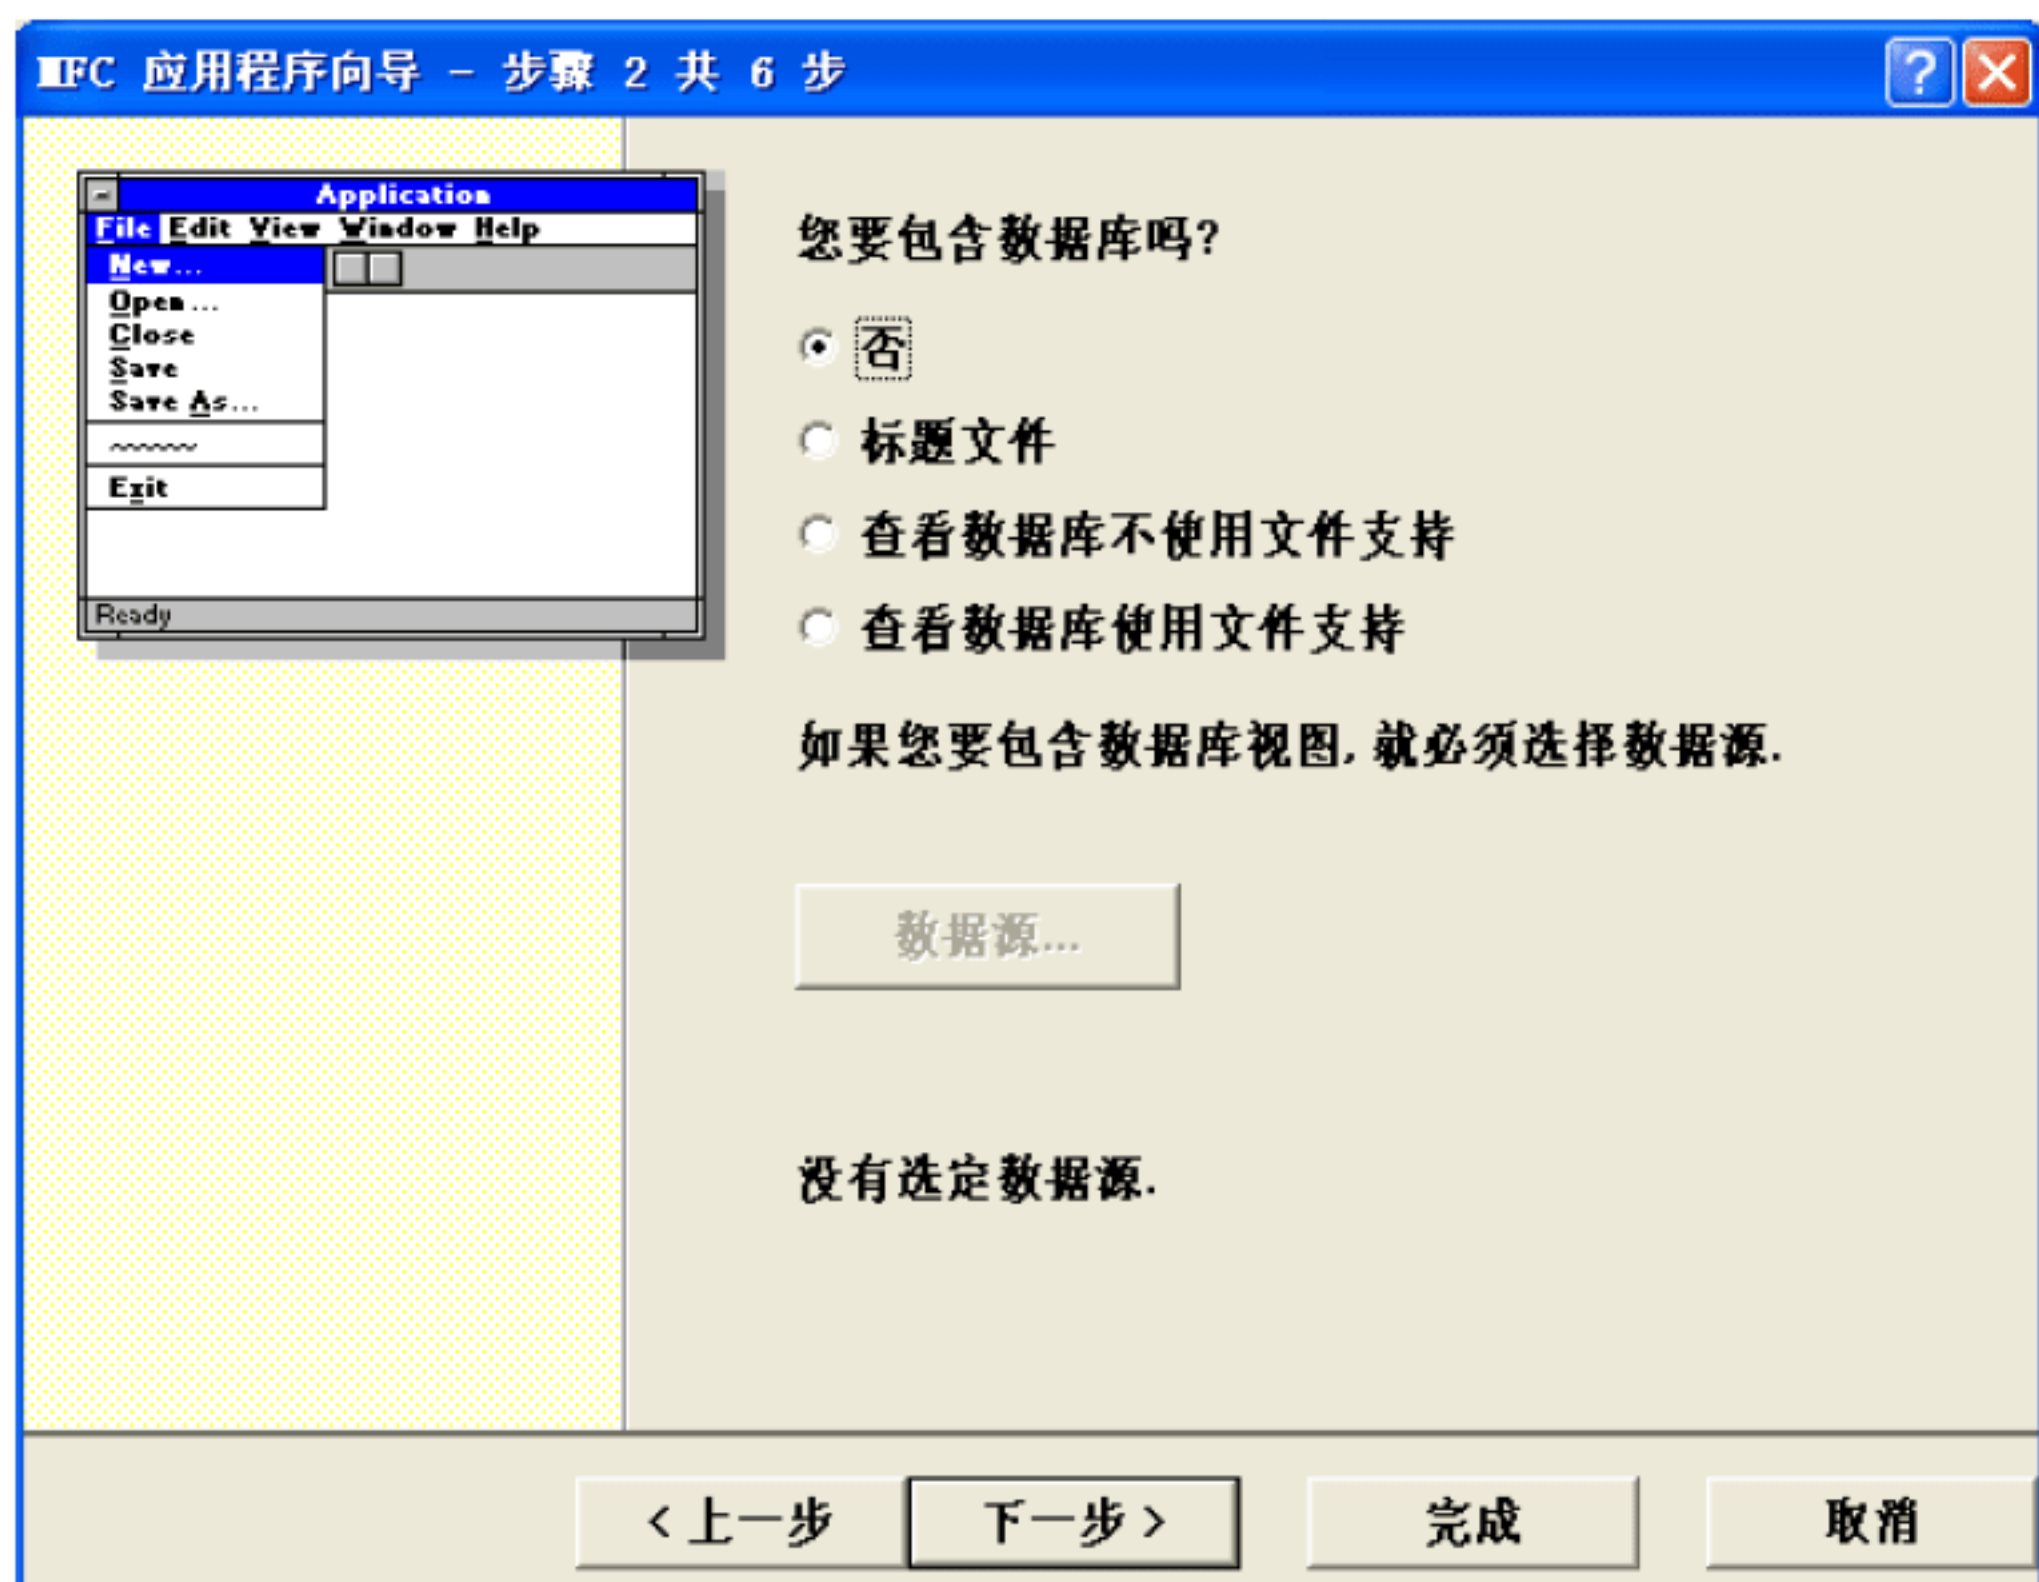 MFC 应用程序向导 - 步骤 2 共 6 步
Application
File Edit View Window Help
New...
Open...
Close
Save
Save As...
Exit
Ready
您要包含数据库吗?
否
标题文件
查看数据库不使用文件支持
查看数据库使用文件支持
如果您要包含数据库视图, 就必须选择数据源.
数据源...
没有选定数据源.
< 上一步
下一步 >
完成
取消